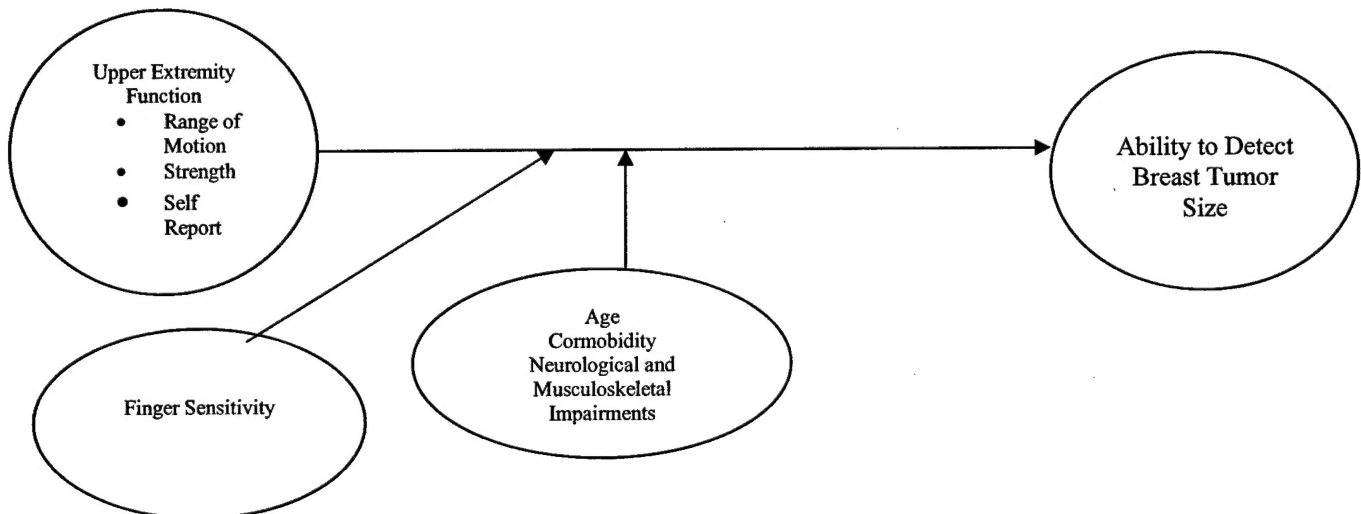 Upper Extremity
Function
• Range of
Motion
• Strength
• Self
Report
Ability to Detect
Breast Tumor
Size
Age
Cormobidity
Neurological and
Musculoskeletal
Impairments
Finger Sensitivity